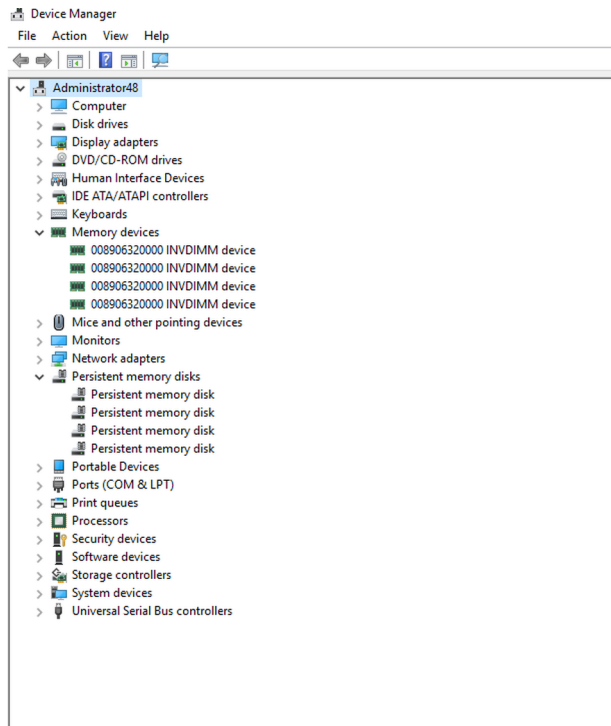 Device Manager
File Action View Help
Administrator48
Computer
Disk drives
Display adapters
DVD/CD-ROM drives
Human Interface Devices
IDE ATA/ATAPI controllers
Keyboards
Memory devices
008906320000 INVDIMM device
008906320000 INVDIMM device
008906320000 INVDIMM device
008906320000 INVDIMM device
Mice and other pointing devices
Monitors
Network adapters
Persistent memory disks
Persistent memory disk
Persistent memory disk
Persistent memory disk
Persistent memory disk
Portable Devices
Ports (COM & LPT)
Print queues
Processors
Security devices
Software devices
Storage controllers
System devices
Universal Serial Bus controllers